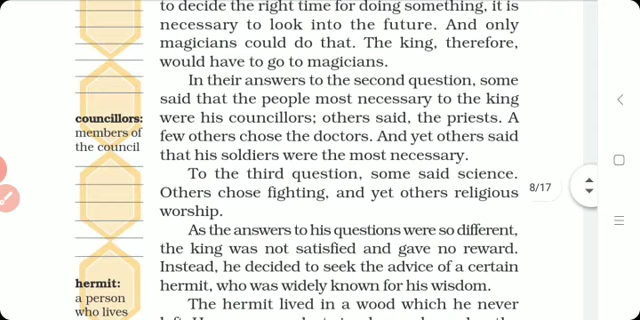 to decide the right time for doing something, it is
necessary to look into the future. And only
magicians could do that. The king, therefore,
would have to go to magicians.
In their answers to the second question, some
said that the people most necessary to the king
were his councillors; others said, the priests. A
few others chose the doctors. And yet others said
that his soldiers were the most necessary.
To the third question, some said science.
Others chose fighting, and yet others religious
worship.
As the answers to his questions were so different,
the king was not satisfied and gave no reward.
Instead, he decided to seek the advice of a certain
hermit, who was widely known for his wisdom.
The hermit lived in a wood which he never
councillors:
members of
the council
hermit:
a person
who lives
8/17